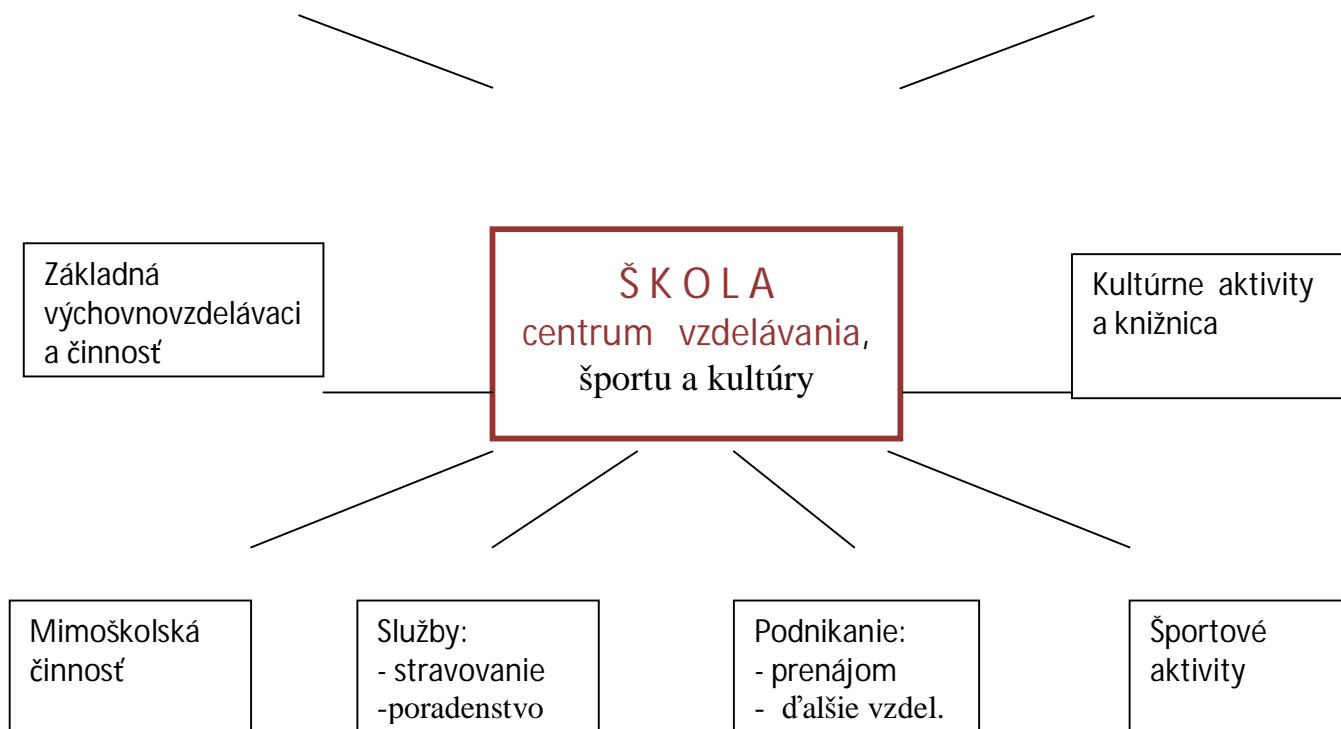 Základná
výchovnovzdelávaci
a činnosť
Š K O L A
centrum vzdelávania,
športu a kultúry
Kultúrne aktivity
a knižnica
Mimoškolská
činnosť
Služby:
- stravovanie
-poradenstvo
Podnikanie:
- prenájom
- ďalšie vzdel.
Športové
aktivity